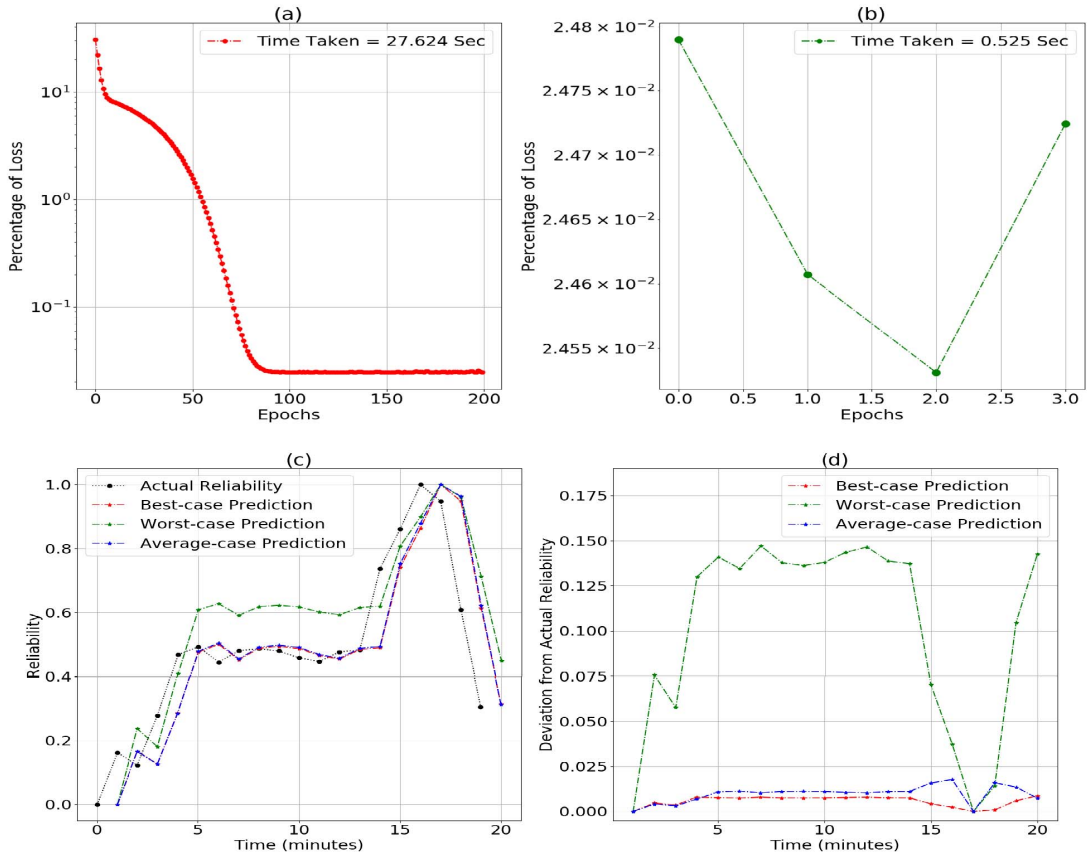 (a)
Time Taken = 27.624 Sec
Percentage of Loss
10¹
10⁰
10⁻¹
0 50 100 150 200
Epochs
(b)
Time Taken = 0.525 Sec
Percentage of Loss
2.48 × 10⁻²
2.475 × 10⁻²
2.47 × 10⁻²
2.465 × 10⁻²
2.46 × 10⁻²
2.455 × 10⁻²
0.0 0.5 1.0 1.5 2.0 2.5 3.0
Epochs
(c)
Actual Reliability
Best-case Prediction
Worst-case Prediction
Average-case Prediction
Reliability
1.0
0.8
0.6
0.4
0.2
0.0
0 5 10 15 20
Time (minutes)
(d)
Best-case Prediction
Worst-case Prediction
Average-case Prediction
Deviation from Actual Reliability
0.175
0.150
0.125
0.100
0.075
0.050
0.025
0.000
5 10 15 20
Time (minutes)